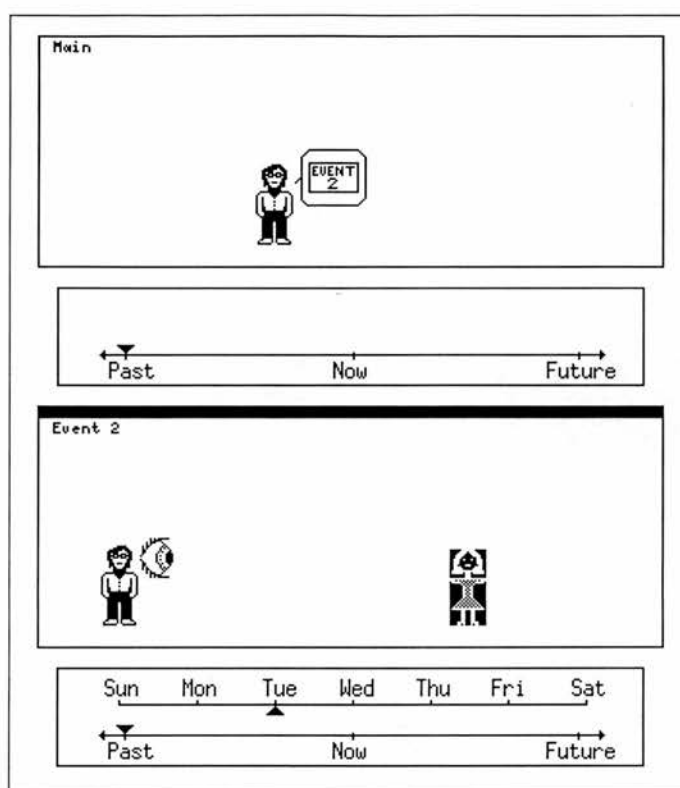 Main
EVENT
2
Past Now Future
Event 2
Sun Mon Tue Wed Thu Fri Sat
Past Now Future